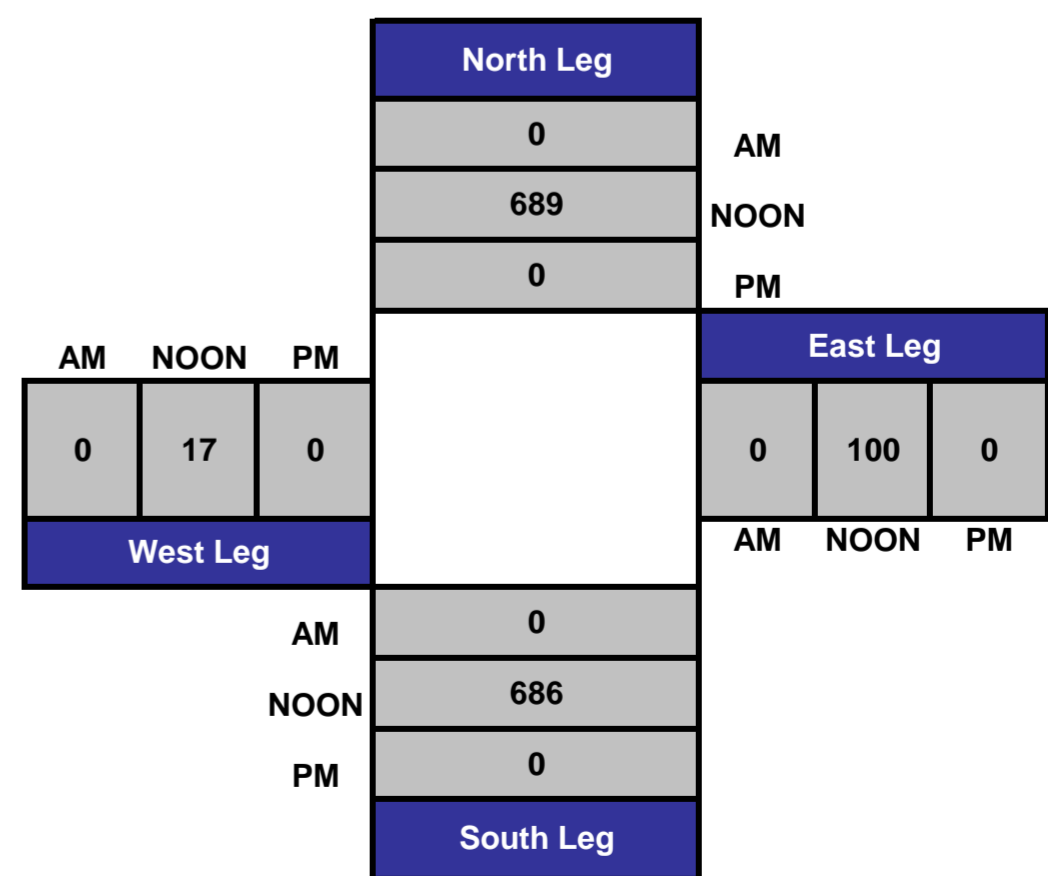 North Leg
0
AM
689
NOON
0
PM
East Leg
AM NOON PM
0 17 0
0 100 0
West Leg
AM NOON PM
0
AM
686
NOON
0
PM
South Leg